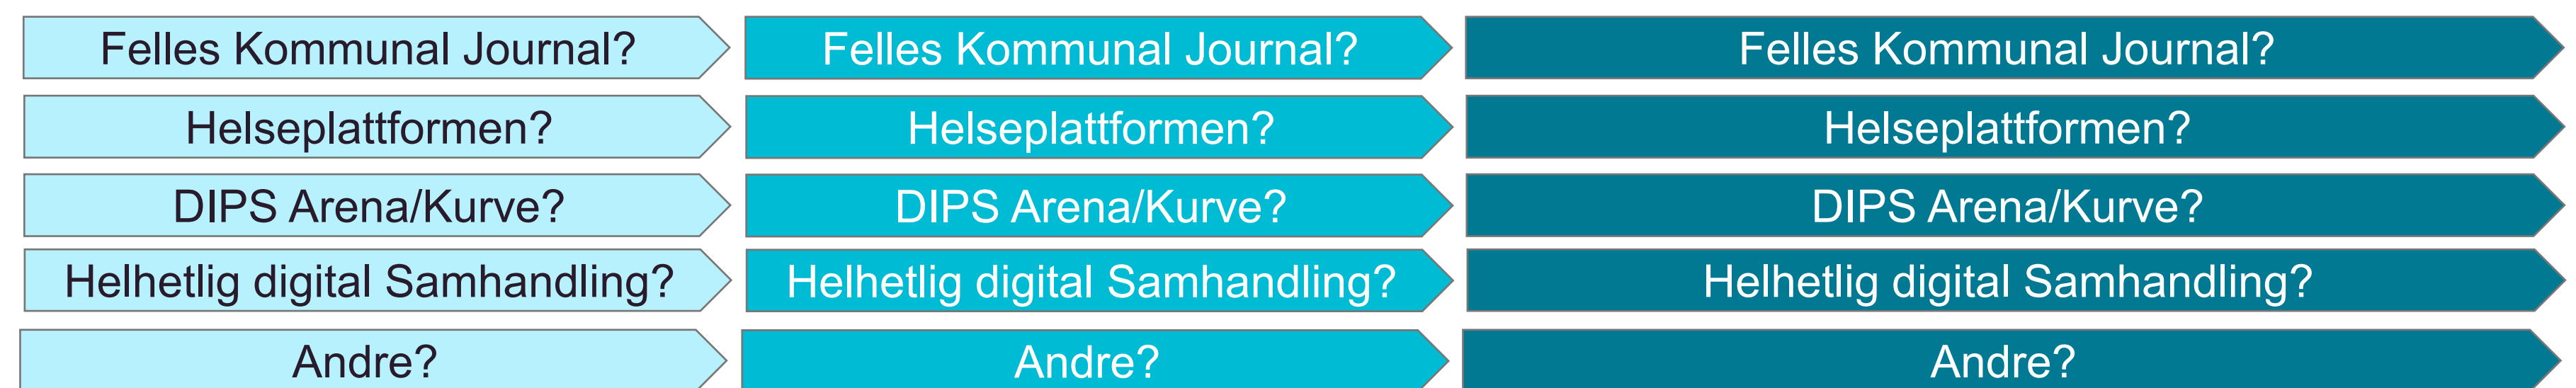 Felles Kommunal Journal? Felles Kommunal Journal? Felles Kommunal Journal?
Helseplattformen? Helseplattformen? Helseplattformen?
DIPS Arena/Kurve? DIPS Arena/Kurve? DIPS Arena/Kurve?
Helhetlig digital Samhandling? Helhetlig digital Samhandling? Helhetlig digital Samhandling?
Andre? Andre? Andre?